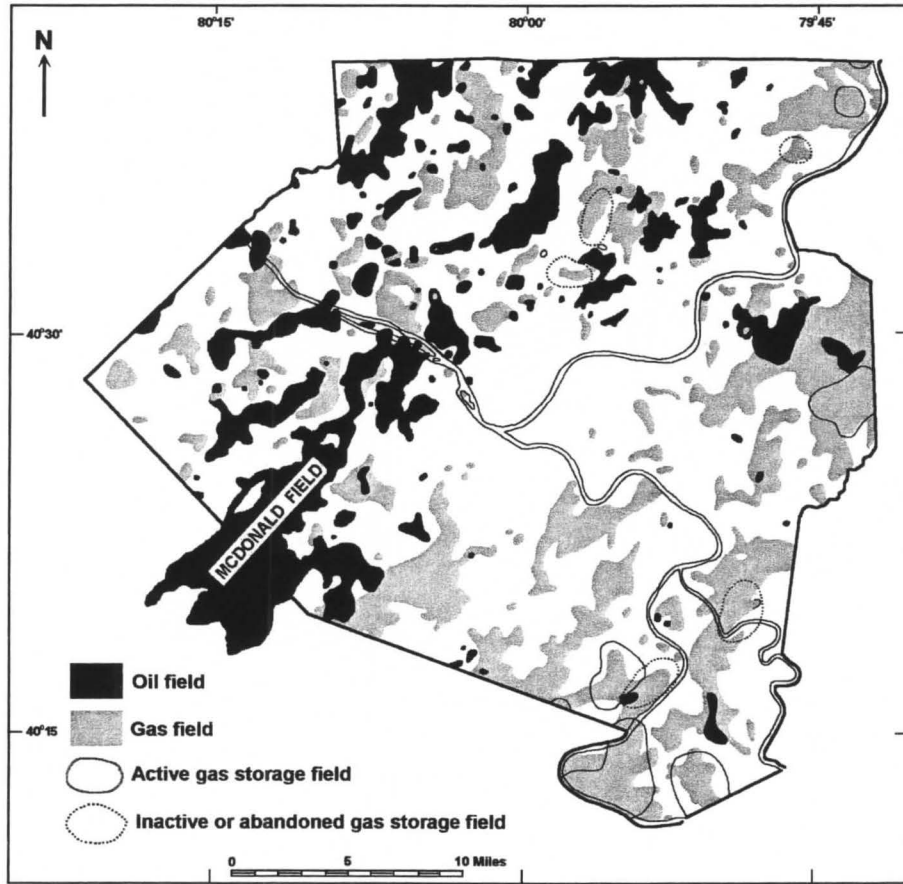 80°15'
80°00'
79°45'
N
40°30'
MCDONALD FIELD
Oil field
Gas field
40°15'
Active gas storage field
Inactive or abandoned gas storage field
0 5 10 Miles